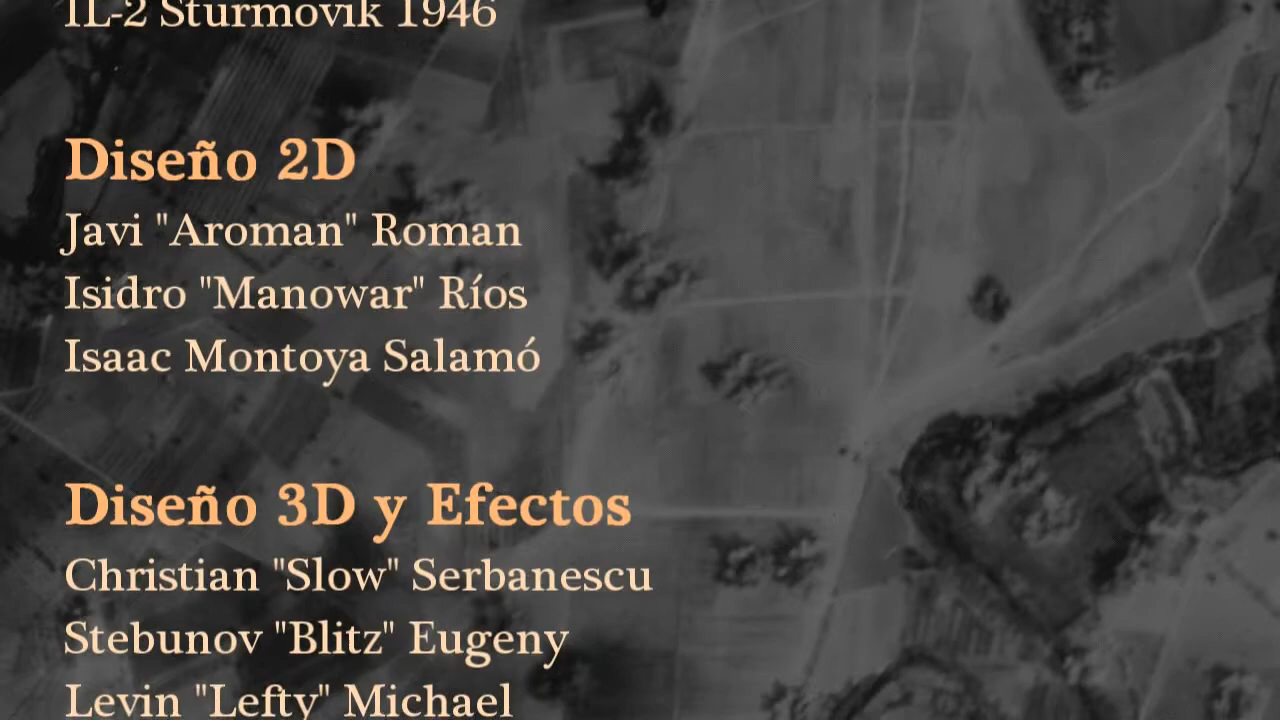 IL-2 Sturmovik 1946
Diseño 2D
Javi "Aroman" Roman
Isidro "Manowar" Ríos
Isaac Montoya Salamó
Diseño 3D y Efectos
Christian "Slow" Serbanescu
Stebunov "Blitz" Eugeny
Levin "Lefty" Michael